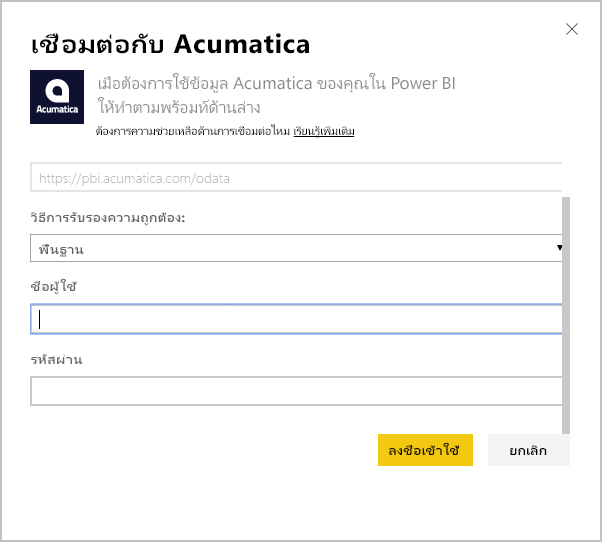 เชื่อมต่อกับ Acumatica
Acumatica
เมื่อต้องการใช้ข้อมูล Acumatica ของคุณใน Power BI
ให้ทำตามพร้อมท์ด้านล่าง
ต้องการความช่วยเหลือด้านการเชื่อมต่อไหม เรียนรู้เพิ่มเติม
https://pbi.acumatica.com/odata
วิธีการรับรองความถูกต้อง:
พื้นฐาน
ชื่อผู้ใช้
รหัสผ่าน
ลงชื่อเข้าใช้
ยกเลิก